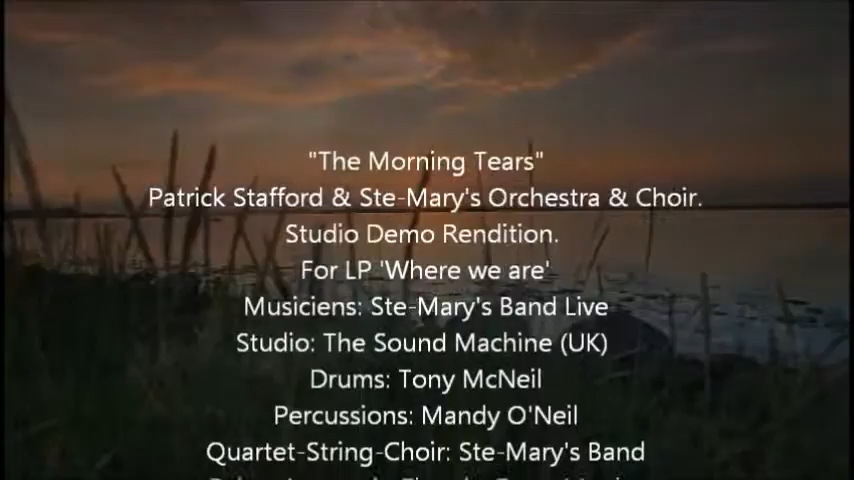 "The Morning Tears"
Patrick Stafford & Ste-Mary's Orchestra & Choir.
Studio Demo Rendition.
For LP 'Where we are'
Musiciens: Ste-Mary's Band Live
Studio: The Sound Machine (UK)
Drums: Tony McNeil
Percussions: Mandy O'Neil
Quartet-String-Choir: Ste-Mary's Band